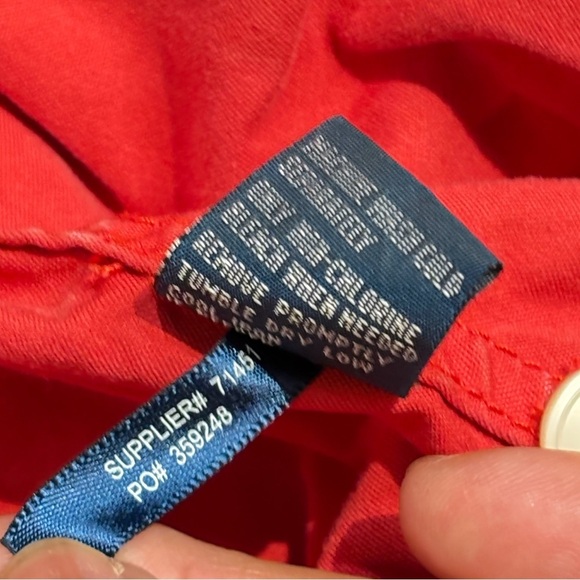 MACHINE WASH COLD
SEPARATELY
ONLY NON CHLORINE
BLEACH WHEN NEEDED
REMOVE PROMPTLY
TUMBLE DRY LOW
COOL IRON
SUPPLIER# 71451
PO# 359248